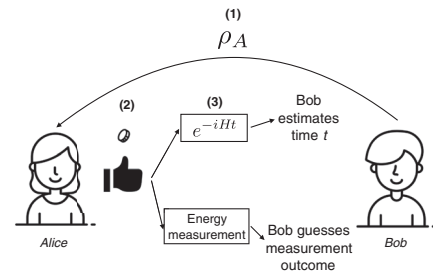 (1)
ρ_A
(2)
(3)
e^{-iHt}
Bob
estimates
time t
Energy
measurement
Bob guesses
measurement
outcome
Alice
Bob